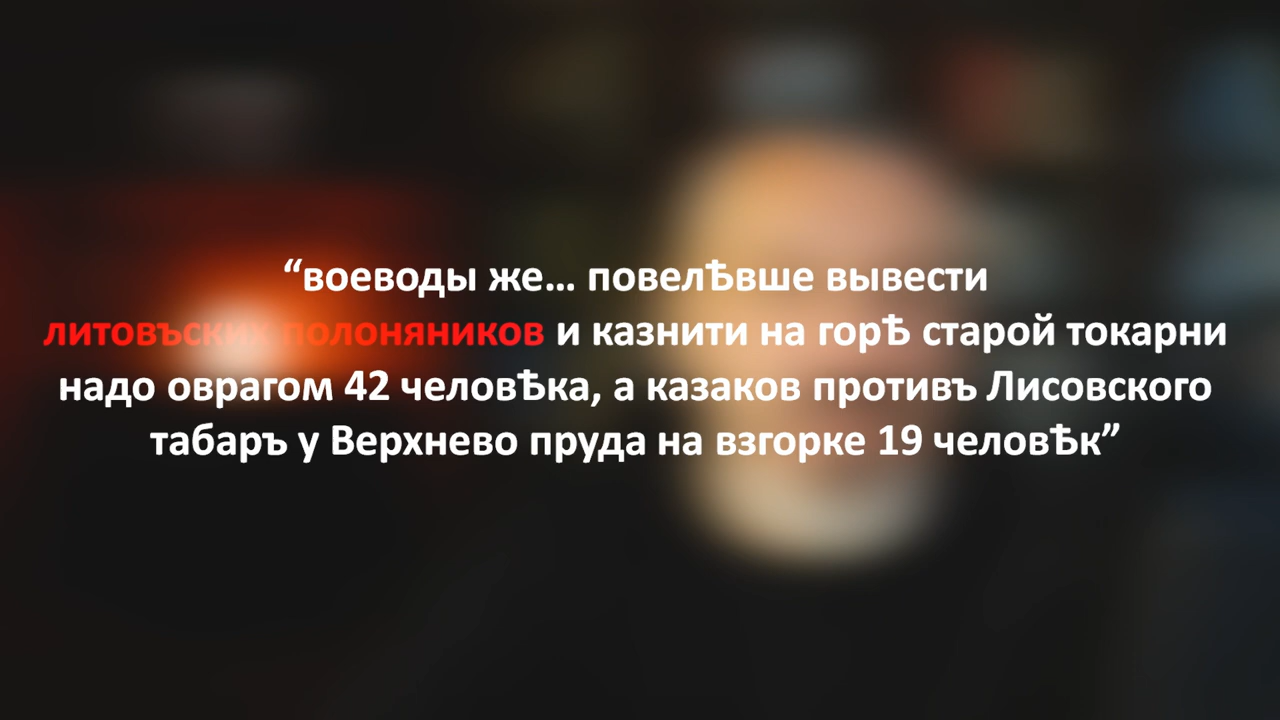 “воеводы же... повелѣвше вывести
литовъских полоняников и казнити на горѣ старой токарни
надо оврагом 42 человѣка, а казаков противъ Лисовского
табаръ у Верхнево пруда на взгорке 19 человѣк”